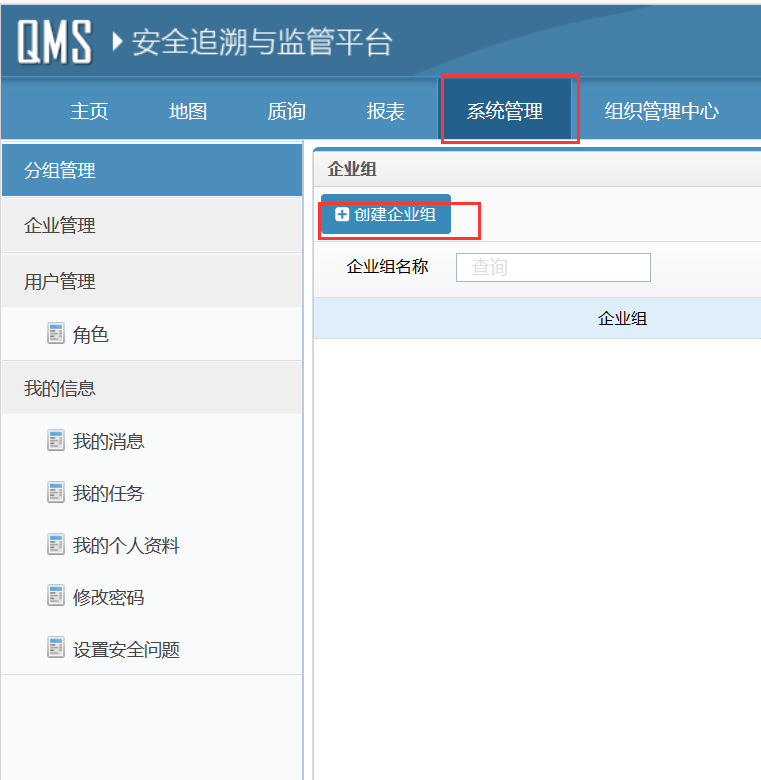 QMS 安全追溯与监管平台
主页 地图 质询 报表 系统管理 组织管理中心
分组管理
企业管理
用户管理
角色
我的信息
我的消息
我的任务
我的个人资料
修改密码
设置安全问题
企业组
创建企业组
企业组名称 查询
企业组